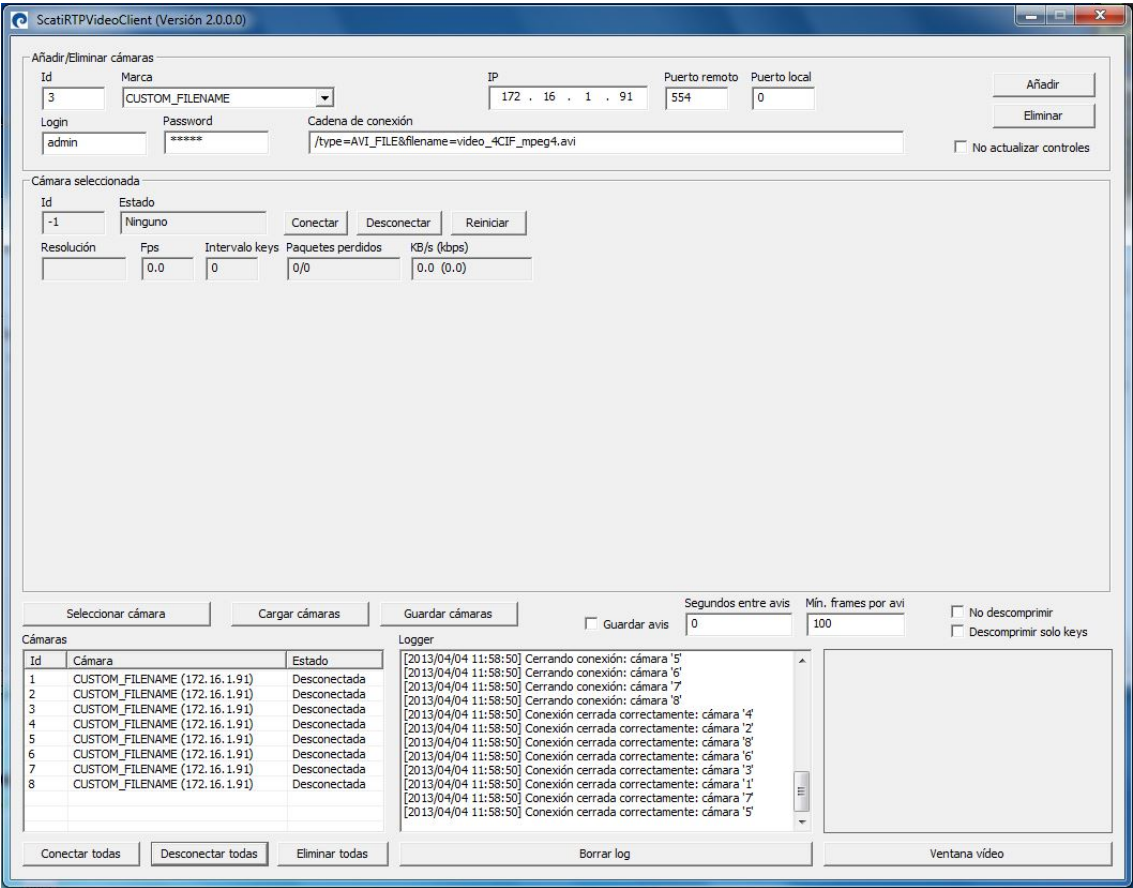 ScatiRTPVideoClient (Versión 2.0.0.0)
Añadir/Eliminar cámaras
Id Marca IP Puerto remoto Puerto local
3 CUSTOM_FILENAME 172 . 16 . 1 . 91 554 0 Añadir
Login Password Cadena de conexión Eliminar
admin ***** /type=AVI_FILE&filename=video_4CIF_mpeg4.avi No actualizar controles
Cámara seleccionada
Id Estado
-1 Ninguno Conectar Desconectar Reiniciar
Resolución Fps Intervalo keys Paquetes perdidos KB/s (kbps)
0.0 0 0/0 0.0 (0.0)
Seleccionar cámara Cargar cámaras Guardar cámaras Guardar avis Segundos entre avis Mín. frames por avi No descomprimir
0 100 Descomprimir solo keys
Cámaras Logger
Id Cámara Estado
1 CUSTOM_FILENAME (172.16.1.91) Desconectada
2 CUSTOM_FILENAME (172.16.1.91) Desconectada
3 CUSTOM_FILENAME (172.16.1.91) Desconectada
4 CUSTOM_FILENAME (172.16.1.91) Desconectada
5 CUSTOM_FILENAME (172.16.1.91) Desconectada
6 CUSTOM_FILENAME (172.16.1.91) Desconectada
7 CUSTOM_FILENAME (172.16.1.91) Desconectada
8 CUSTOM_FILENAME (172.16.1.91) Desconectada
[2013/04/04 11:58:50] Cerrando conexión: cámara '5'
[2013/04/04 11:58:50] Cerrando conexión: cámara '6'
[2013/04/04 11:58:50] Cerrando conexión: cámara '7'
[2013/04/04 11:58:50] Cerrando conexión: cámara '8'
[2013/04/04 11:58:50] Conexión cerrada correctamente: cámara '4'
[2013/04/04 11:58:50] Conexión cerrada correctamente: cámara '2'
[2013/04/04 11:58:50] Conexión cerrada correctamente: cámara '8'
[2013/04/04 11:58:50] Conexión cerrada correctamente: cámara '6'
[2013/04/04 11:58:50] Conexión cerrada correctamente: cámara '3'
[2013/04/04 11:58:50] Conexión cerrada correctamente: cámara '1'
[2013/04/04 11:58:50] Conexión cerrada correctamente: cámara '7'
[2013/04/04 11:58:50] Conexión cerrada correctamente: cámara '5'
Conectar todas Desconectar todas Eliminar todas Borrar log Ventana vídeo